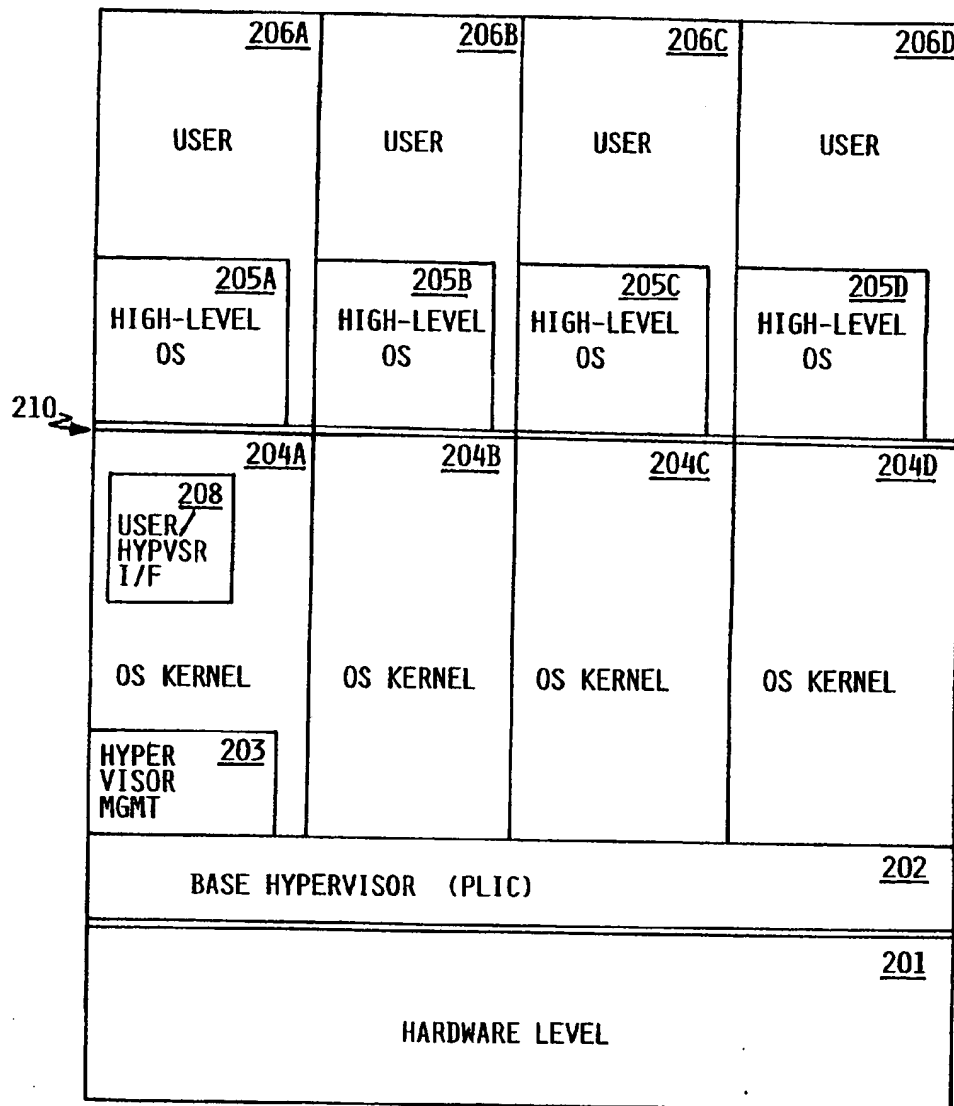 206A 206B 206C 206D
USER USER USER USER
205A 205B 205C 205D
HIGH-LEVEL HIGH-LEVEL HIGH-LEVEL HIGH-LEVEL
OS OS OS OS
210
204A 204B 204C 204D
208
USER/
HYPVSR
I/F
OS KERNEL OS KERNEL OS KERNEL OS KERNEL
HYPER 203
VISOR
MGMT
202
BASE HYPERVISOR (PLIC)
201
HARDWARE LEVEL